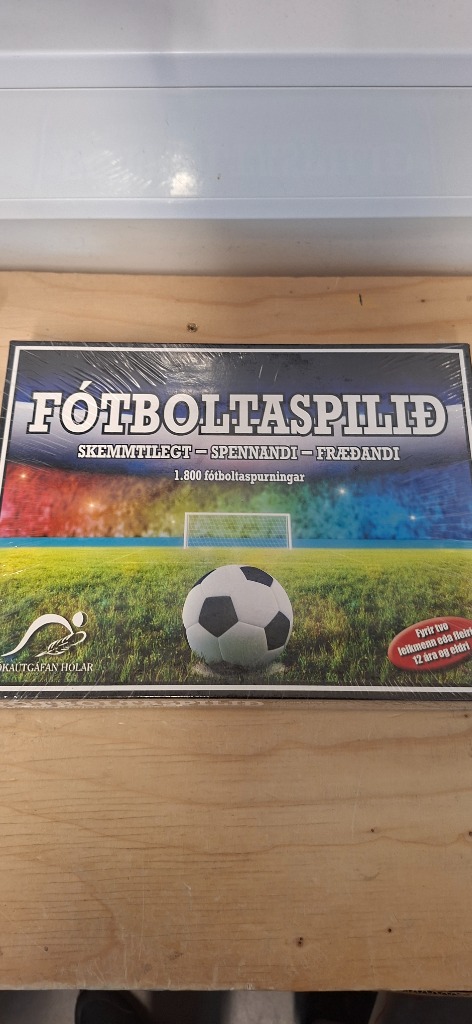 FÓTBOLTASPILIÐ
SKEMMTILEGT – SPENNANDI – FRÆÐANDI
1.800 fótboltaspurningar
Fyrir tvo
leikmenn eða fleiri
12 ára og eldri
ÓKAÚTGÁFAN HÓLAR